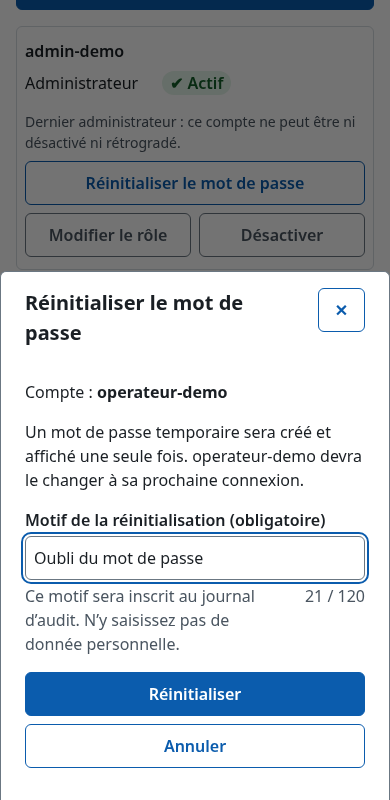 admin-demo
Administrateur ✔ Actif
Dernier administrateur : ce compte ne peut être ni
désactivé ni rétrogradé.
Réinitialiser le mot de passe
Modifier le rôle Désactiver
Réinitialiser le mot de
passe
×
Compte : operateur-demo
Un mot de passe temporaire sera créé et
affiché une seule fois. operateur-demo devra
le changer à sa prochaine connexion.
Motif de la réinitialisation (obligatoire)
Oubli du mot de passe
Ce motif sera inscrit au journal 21 / 120
d’audit. N’y saisissez pas de
donnée personnelle.
Réinitialiser
Annuler